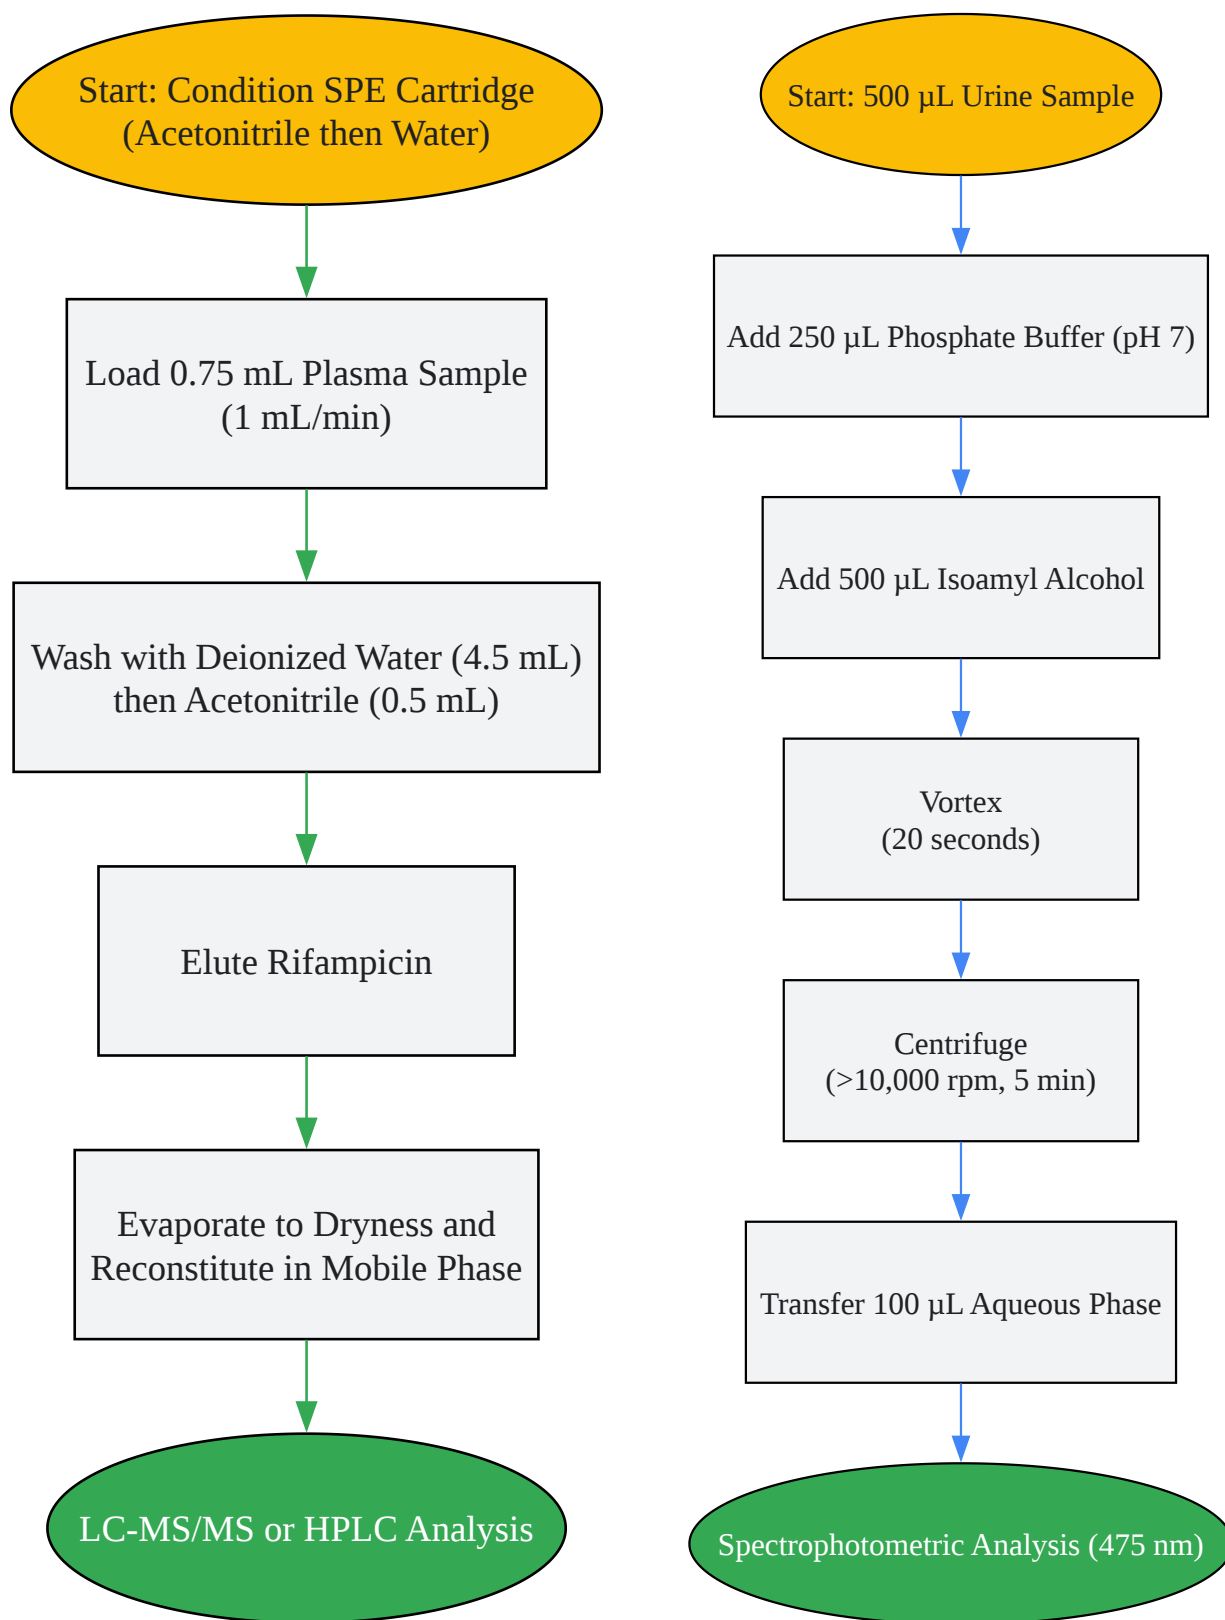 Start: Condition SPE Cartridge
(Acetonitrile then Water)
Load 0.75 mL Plasma Sample
(1 mL/min)
Wash with Deionized Water (4.5 mL)
then Acetonitrile (0.5 mL)
Elute Rifampicin
Evaporate to Dryness and
Reconstitute in Mobile Phase
LC-MS/MS or HPLC Analysis
Start: 500 µL Urine Sample
Add 250 µL Phosphate Buffer (pH 7)
Add 500 µL Isoamyl Alcohol
Vortex
(20 seconds)
Centrifuge
(>10,000 rpm, 5 min)
Transfer 100 µL Aqueous Phase
Spectrophotometric Analysis (475 nm)